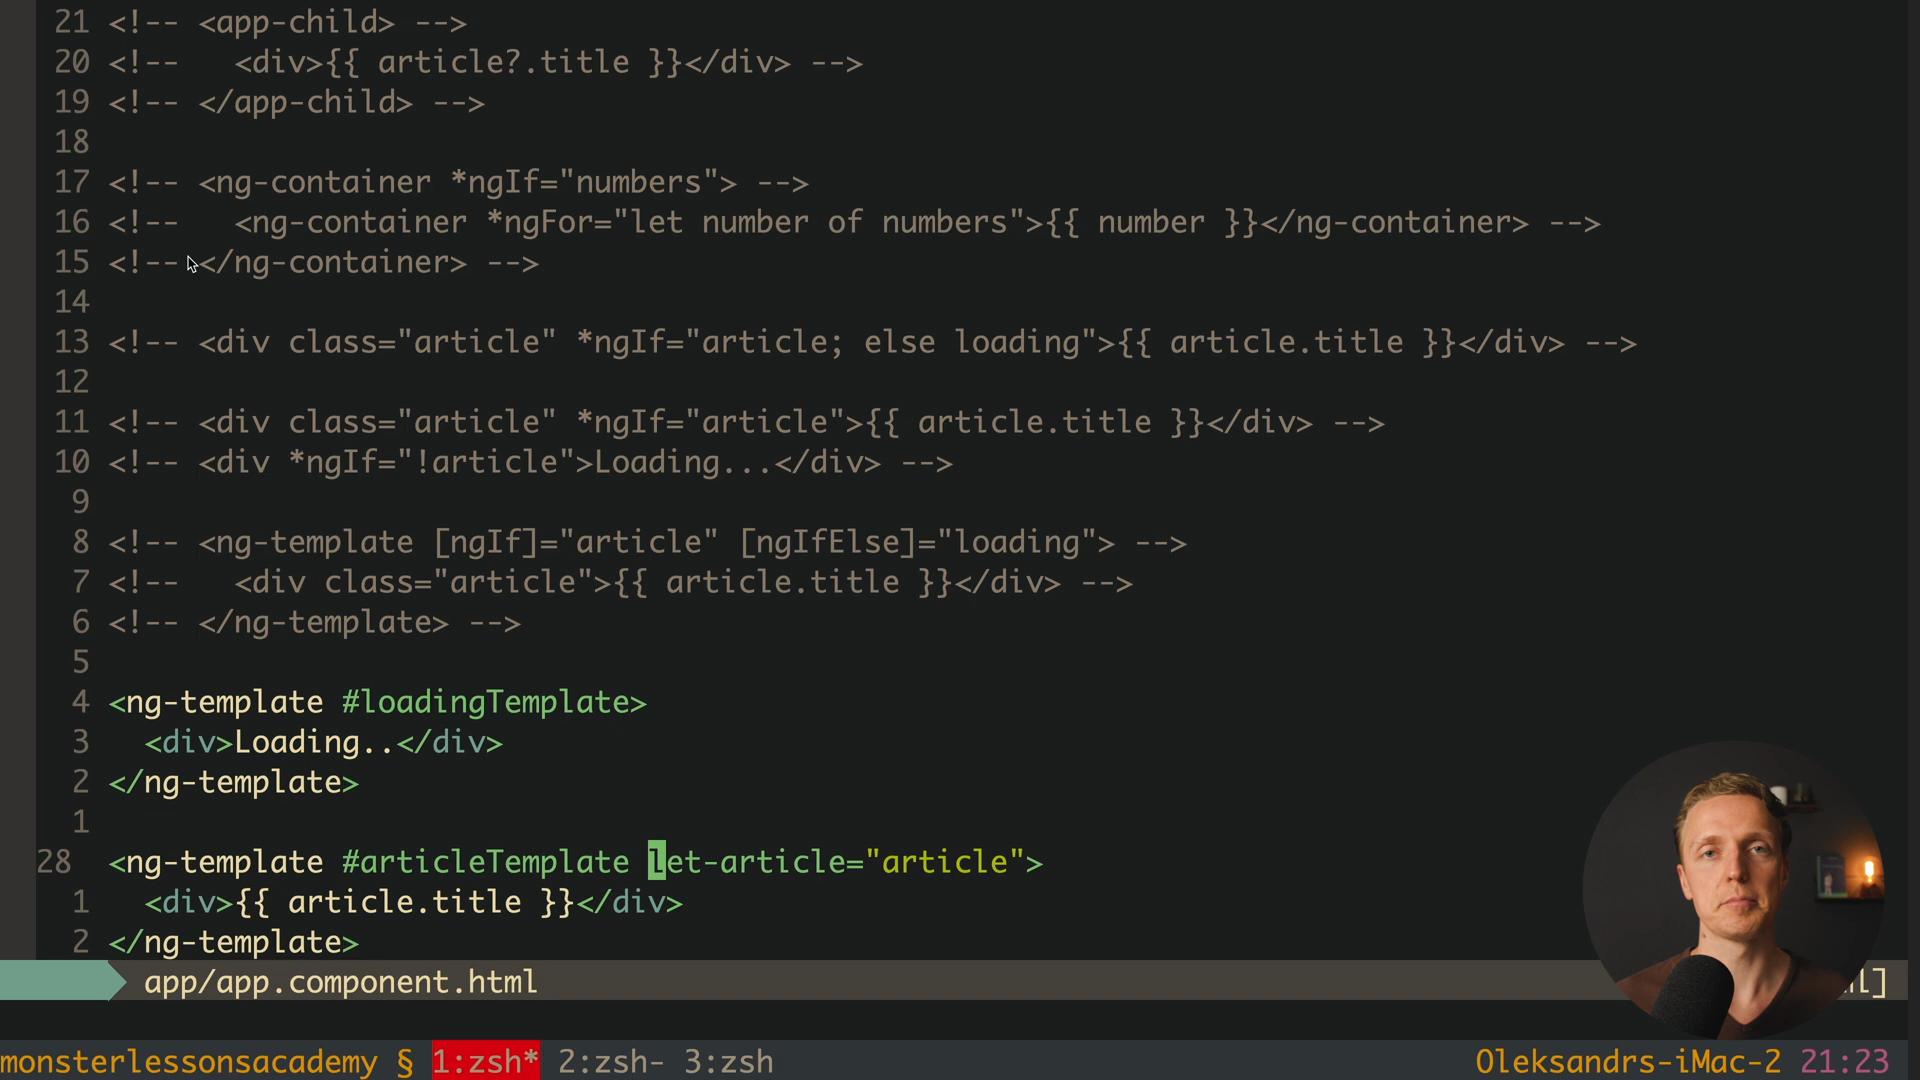 21 <!-- <app-child> -->
20 <!--   <div>{{ article?.title }}</div> -->
19 <!-- </app-child> -->
18
17 <!-- <ng-container *ngIf="numbers"> -->
16 <!--   <ng-container *ngFor="let number of numbers">{{ number }}</ng-container> -->
15 <!-- </ng-container> -->
14
13 <!-- <div class="article" *ngIf="article; else loading">{{ article.title }}</div> -->
12
11 <!-- <div class="article" *ngIf="article">{{ article.title }}</div> -->
10 <!-- <div *ngIf="!article">Loading...</div> -->
9
8 <!-- <ng-template [ngIf]="article" [ngIfElse]="loading"> -->
7 <!--   <div class="article">{{ article.title }}</div> -->
6 <!-- </ng-template> -->
5
4 <ng-template #loadingTemplate>
3   <div>Loading..</div>
2 </ng-template>
1
28 <ng-template #articleTemplate let-article="article">
1   <div>{{ article.title }}</div>
2 </ng-template>
app/app.component.html
monsterlessonsacademy § 1:zsh* 2:zsh- 3:zsh Oleksandrs-iMac-2 21:23